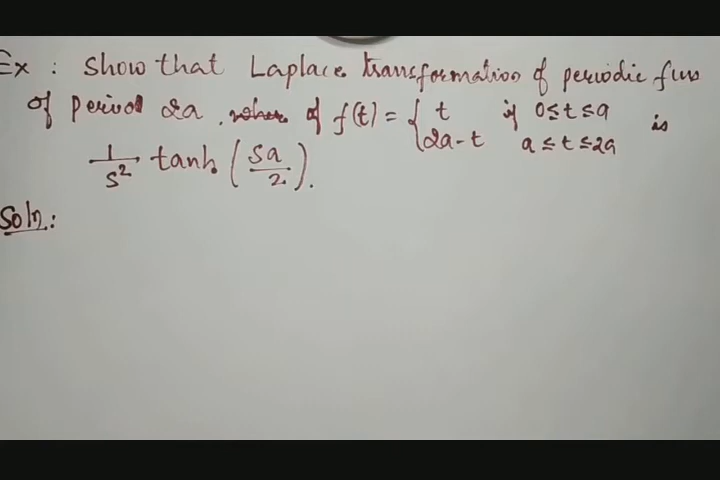 Ex : Show that Laplace transformation of periodic fun
of period 2a, of f(t) = { t if 0≤t≤a
2a-t a≤t≤2a is
1/s² tanh (sa/2).
Soln: